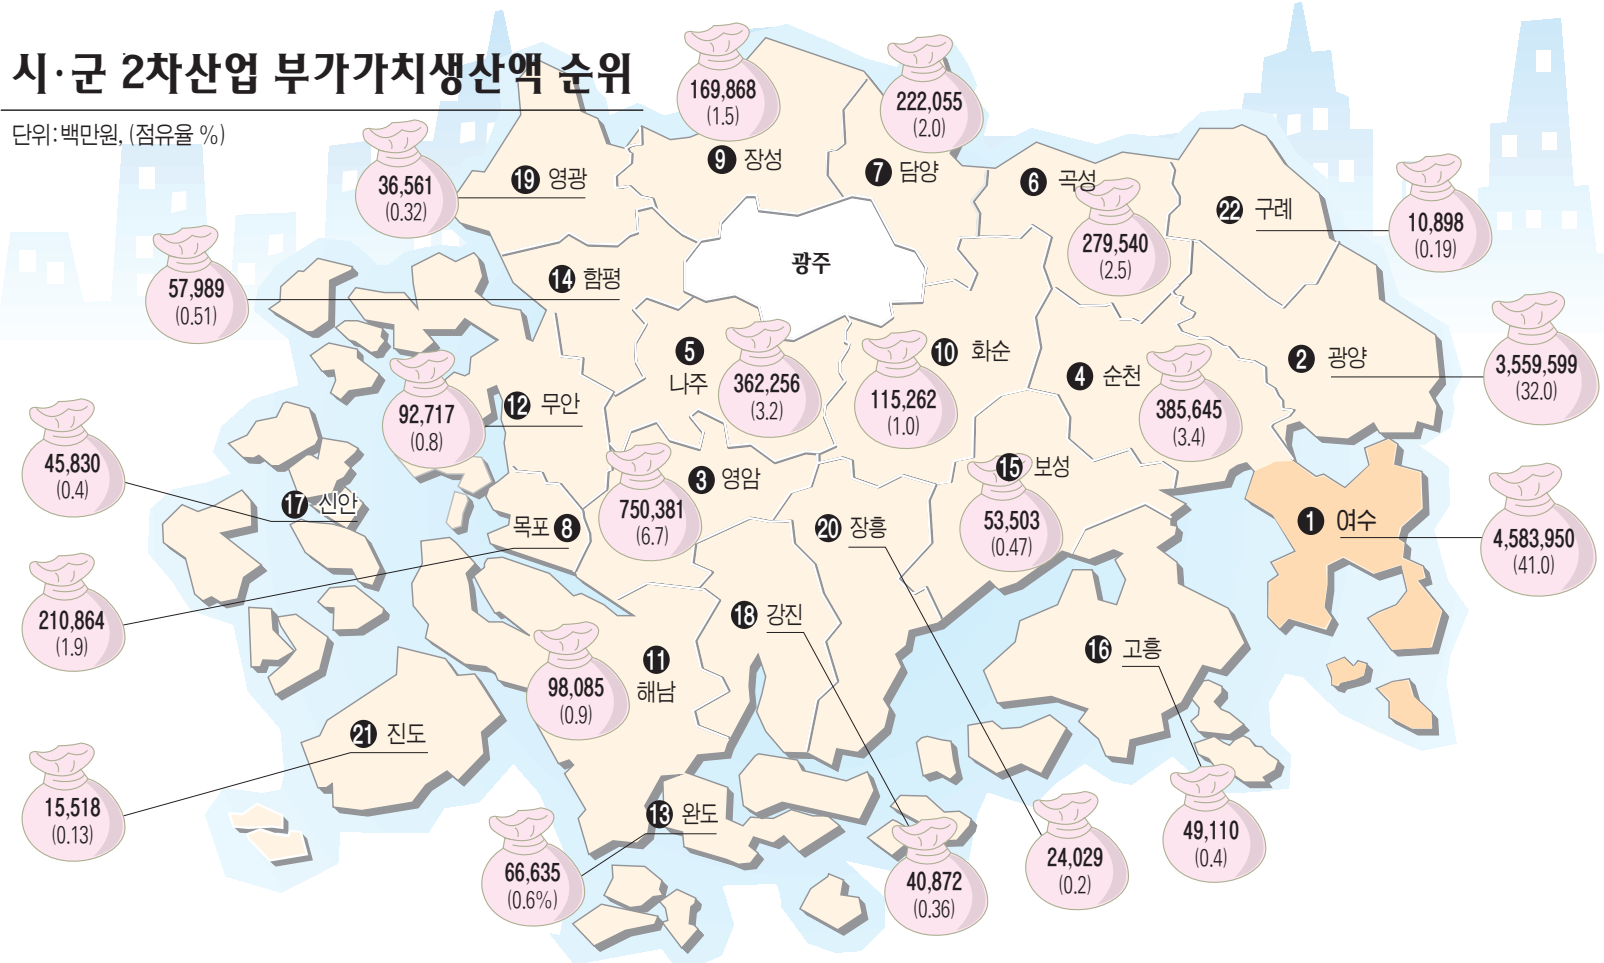 시·군 2차산업 부가가치생산액 순위
단위:백만원, (점유율 %)
169,868
(1.5)
9 장성
222,055
(2.0)
7 담양
36,561
(0.32)
19 영광
6 곡성
279,540
(2.5)
22 구례
10,898
(0.19)
57,989
(0.51)
14 함평
광주
3,559,599
(32.0)
2 광양
5
나주
362,256
(3.2)
10 화순
115,262
(1.0)
4 순천
385,645
(3.4)
92,717
(0.8)
12 무안
45,830
(0.4)
17 신안
3 영암
750,381
(6.7)
15 보성
53,503
(0.47)
1 여수
4,583,950
(41.0)
목포 8
210,864
(1.9)
20 장흥
18 강진
11
해남
98,085
(0.9)
16 고흥
21 진도
15,518
(0.13)
13 완도
66,635
(0.6%)
40,872
(0.36)
24,029
(0.2)
49,110
(0.4)